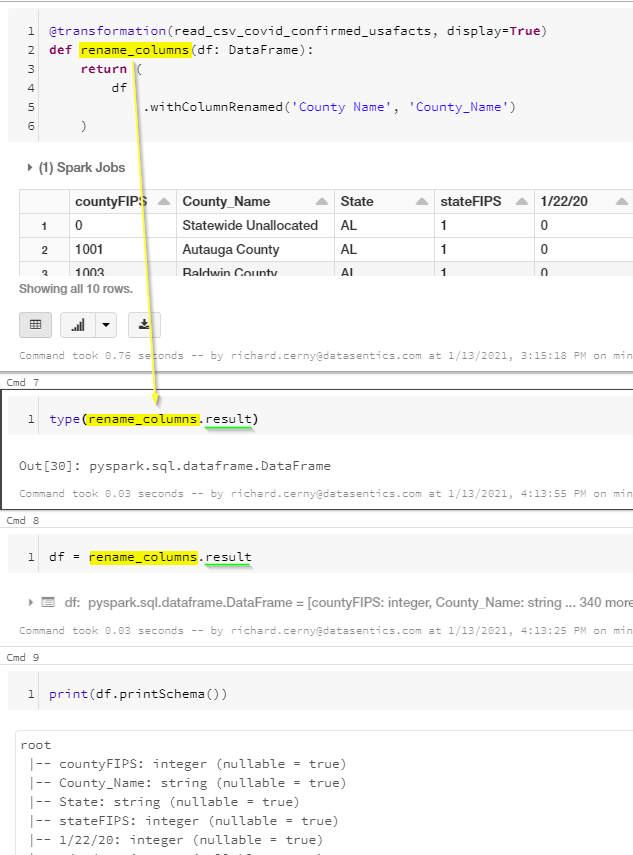 1 @transformation(read_csv_covid_confirmed_usafacts, display=True)
2 def rename_columns(df: DataFrame):
3 return (
4 df
5 .withColumnRenamed('County Name', 'County_Name')
6 )
(1) Spark Jobs
countyFIPS County_Name State stateFIPS 1/22/20
1 0 Statewide Unallocated AL 1 0
2 1001 Autauga County AL 1 0
3 1003 Baldwin County AL 1 0
Showing all 10 rows.
Command took 0.76 seconds -- by richard.cerny@datasentics.com at 1/13/2021, 3:15:18 PM on min
Cmd 7
1 type(rename_columns.result)
Out[30]: pyspark.sql.dataframe.DataFrame
Command took 0.03 seconds -- by richard.cerny@datasentics.com at 1/13/2021, 4:13:55 PM on min
Cmd 8
1 df = rename_columns.result
df: pyspark.sql.dataframe.DataFrame = [countyFIPS: integer, County_Name: string ... 340 more
Command took 0.03 seconds -- by richard.cerny@datasentics.com at 1/13/2021, 4:13:25 PM on min
Cmd 9
1 print(df.printSchema())
root
|-- countyFIPS: integer (nullable = true)
|-- County_Name: string (nullable = true)
|-- State: string (nullable = true)
|-- stateFIPS: integer (nullable = true)
|-- 1/22/20: integer (nullable = true)